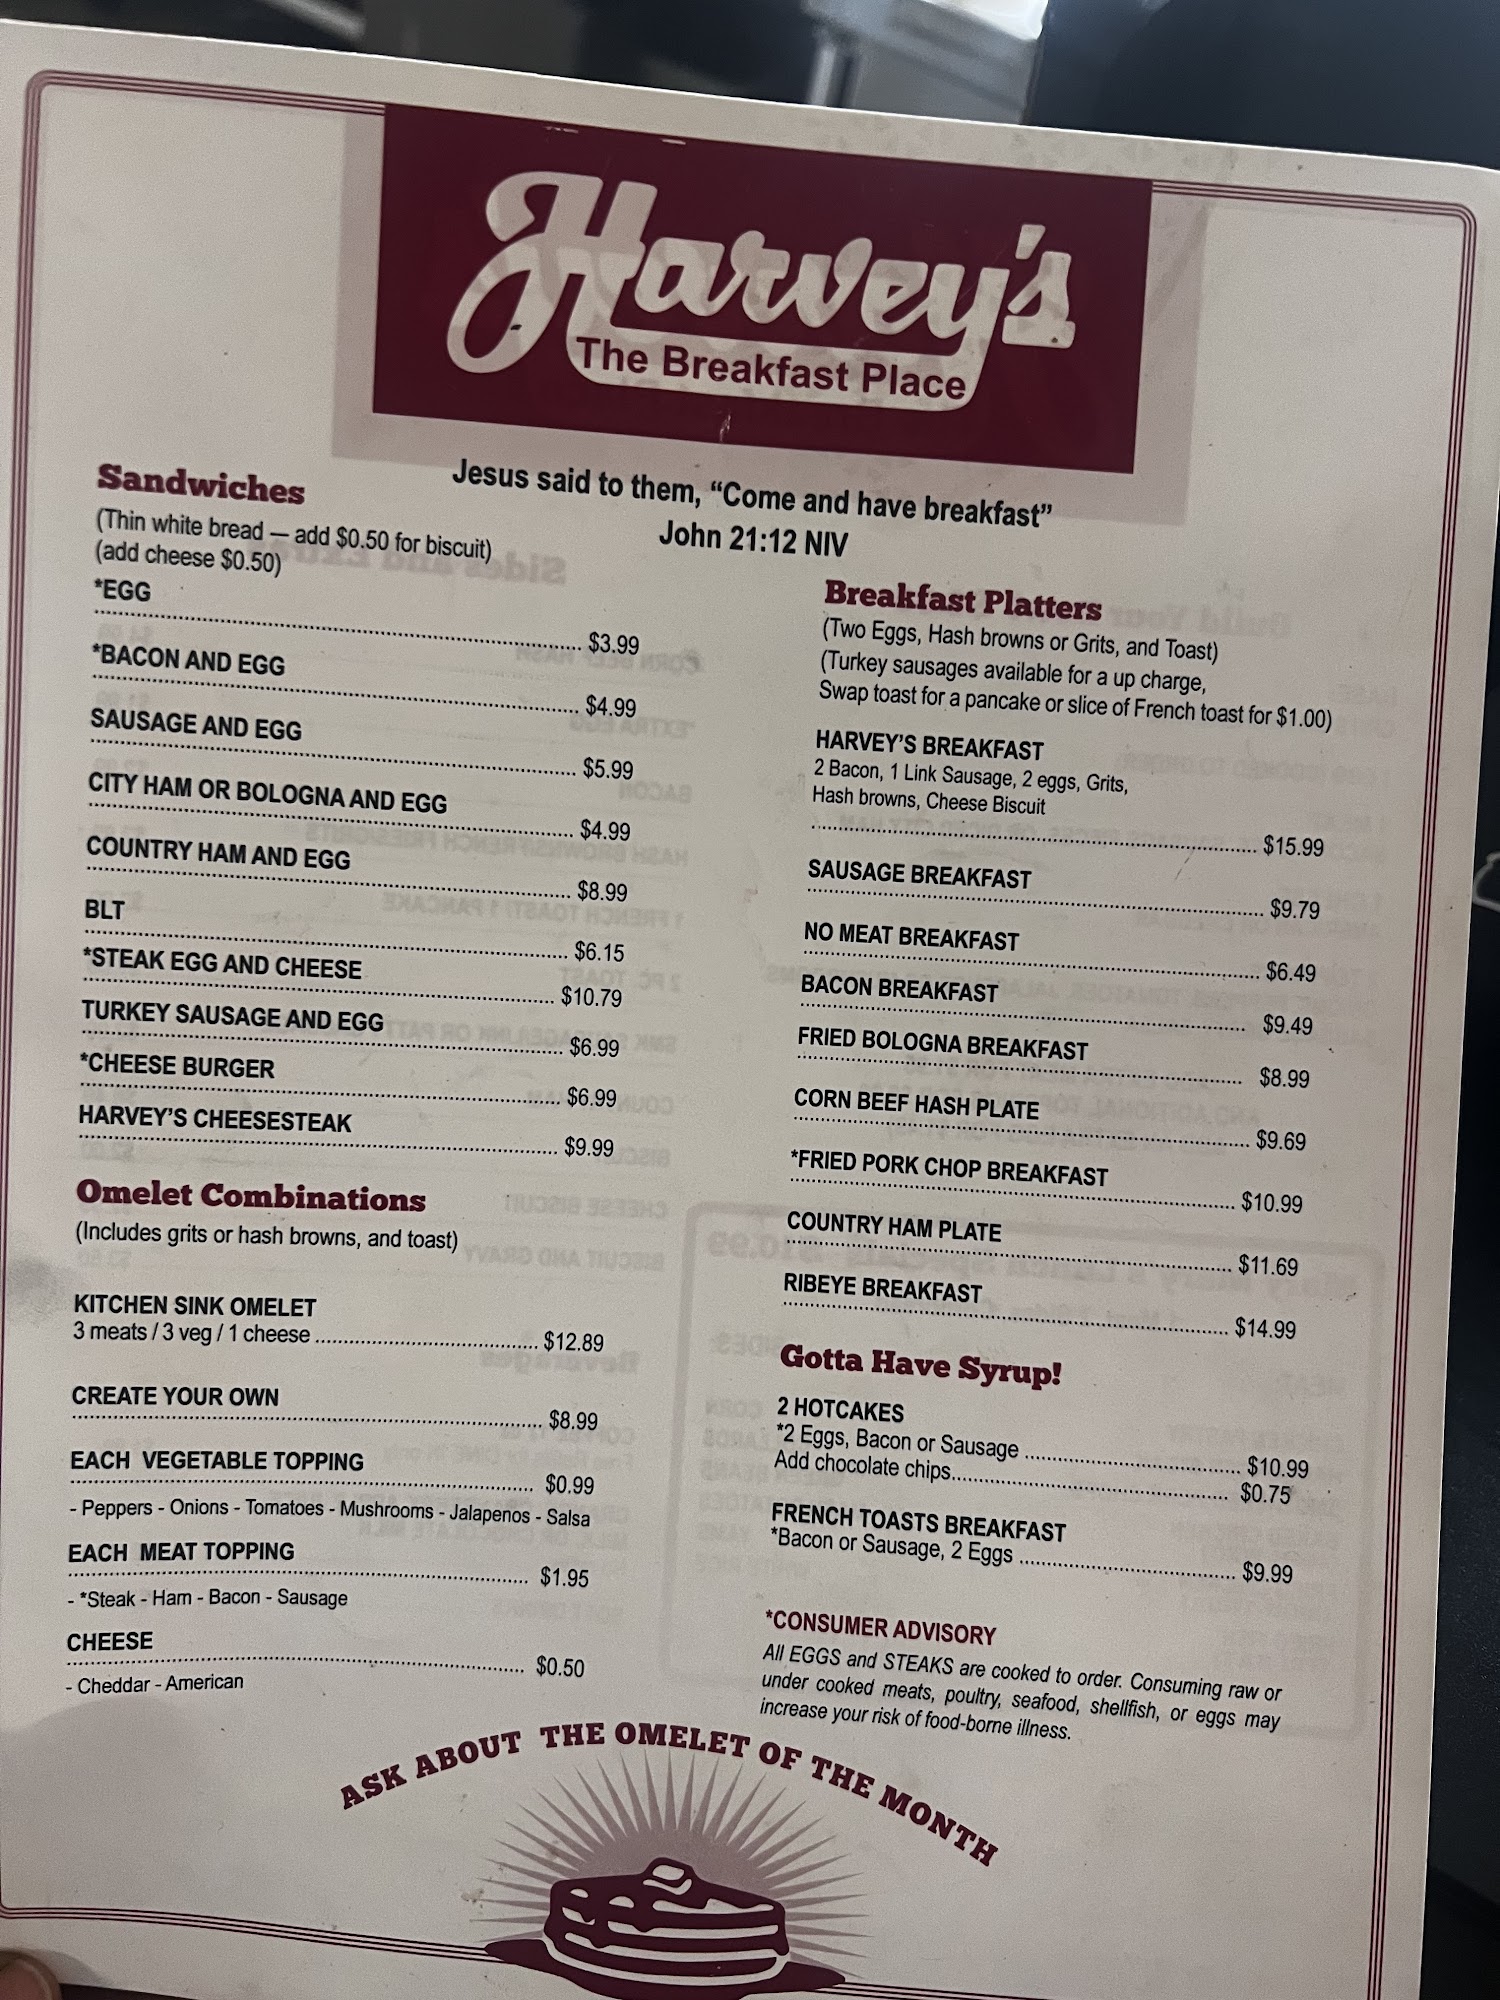 Harvey's
The Breakfast Place
Jesus said to them, “Come and have breakfast”
John 21:12 NIV
Sandwiches
(Thin white bread — add $0.50 for biscuit)
(add cheese $0.50)
*EGG
$3.99
*BACON AND EGG
$4.99
SAUSAGE AND EGG
$5.99
CITY HAM OR BOLOGNA AND EGG
$4.99
COUNTRY HAM AND EGG
$8.99
BLT
$6.15
*STEAK EGG AND CHEESE
$10.79
TURKEY SAUSAGE AND EGG
$6.99
*CHEESE BURGER
$6.99
HARVEY'S CHEESESTEAK
$9.99
Omelet Combinations
(Includes grits or hash browns, and toast)
KITCHEN SINK OMELET
3 meats / 3 veg / 1 cheese ........ $12.89
CREATE YOUR OWN
$8.99
EACH VEGETABLE TOPPING
$0.99
- Peppers - Onions - Tomatoes - Mushrooms - Jalapenos - Salsa
EACH MEAT TOPPING
$1.95
- *Steak - Ham - Bacon - Sausage
CHEESE
$0.50
- Cheddar - American
Breakfast Platters
(Two Eggs, Hash browns or Grits, and Toast)
(Turkey sausages available for a up charge,
Swap toast for a pancake or slice of French toast for $1.00)
HARVEY'S BREAKFAST
2 Bacon, 1 Link Sausage, 2 eggs, Grits,
Hash browns, Cheese Biscuit
$15.99
SAUSAGE BREAKFAST
$9.79
NO MEAT BREAKFAST
$6.49
BACON BREAKFAST
$9.49
FRIED BOLOGNA BREAKFAST
$8.99
CORN BEEF HASH PLATE
$9.69
*FRIED PORK CHOP BREAKFAST
$10.99
COUNTRY HAM PLATE
$11.69
RIBEYE BREAKFAST
$14.99
Gotta Have Syrup!
2 HOTCAKES
*2 Eggs, Bacon or Sausage ........ $10.99
Add chocolate chips........ $0.75
FRENCH TOASTS BREAKFAST
*Bacon or Sausage, 2 Eggs ........ $9.99
*CONSUMER ADVISORY
All EGGS and STEAKS are cooked to order. Consuming raw or
under cooked meats, poultry, seafood, shellfish, or eggs may
increase your risk of food-borne illness.
ASK ABOUT THE OMELET OF THE MONTH